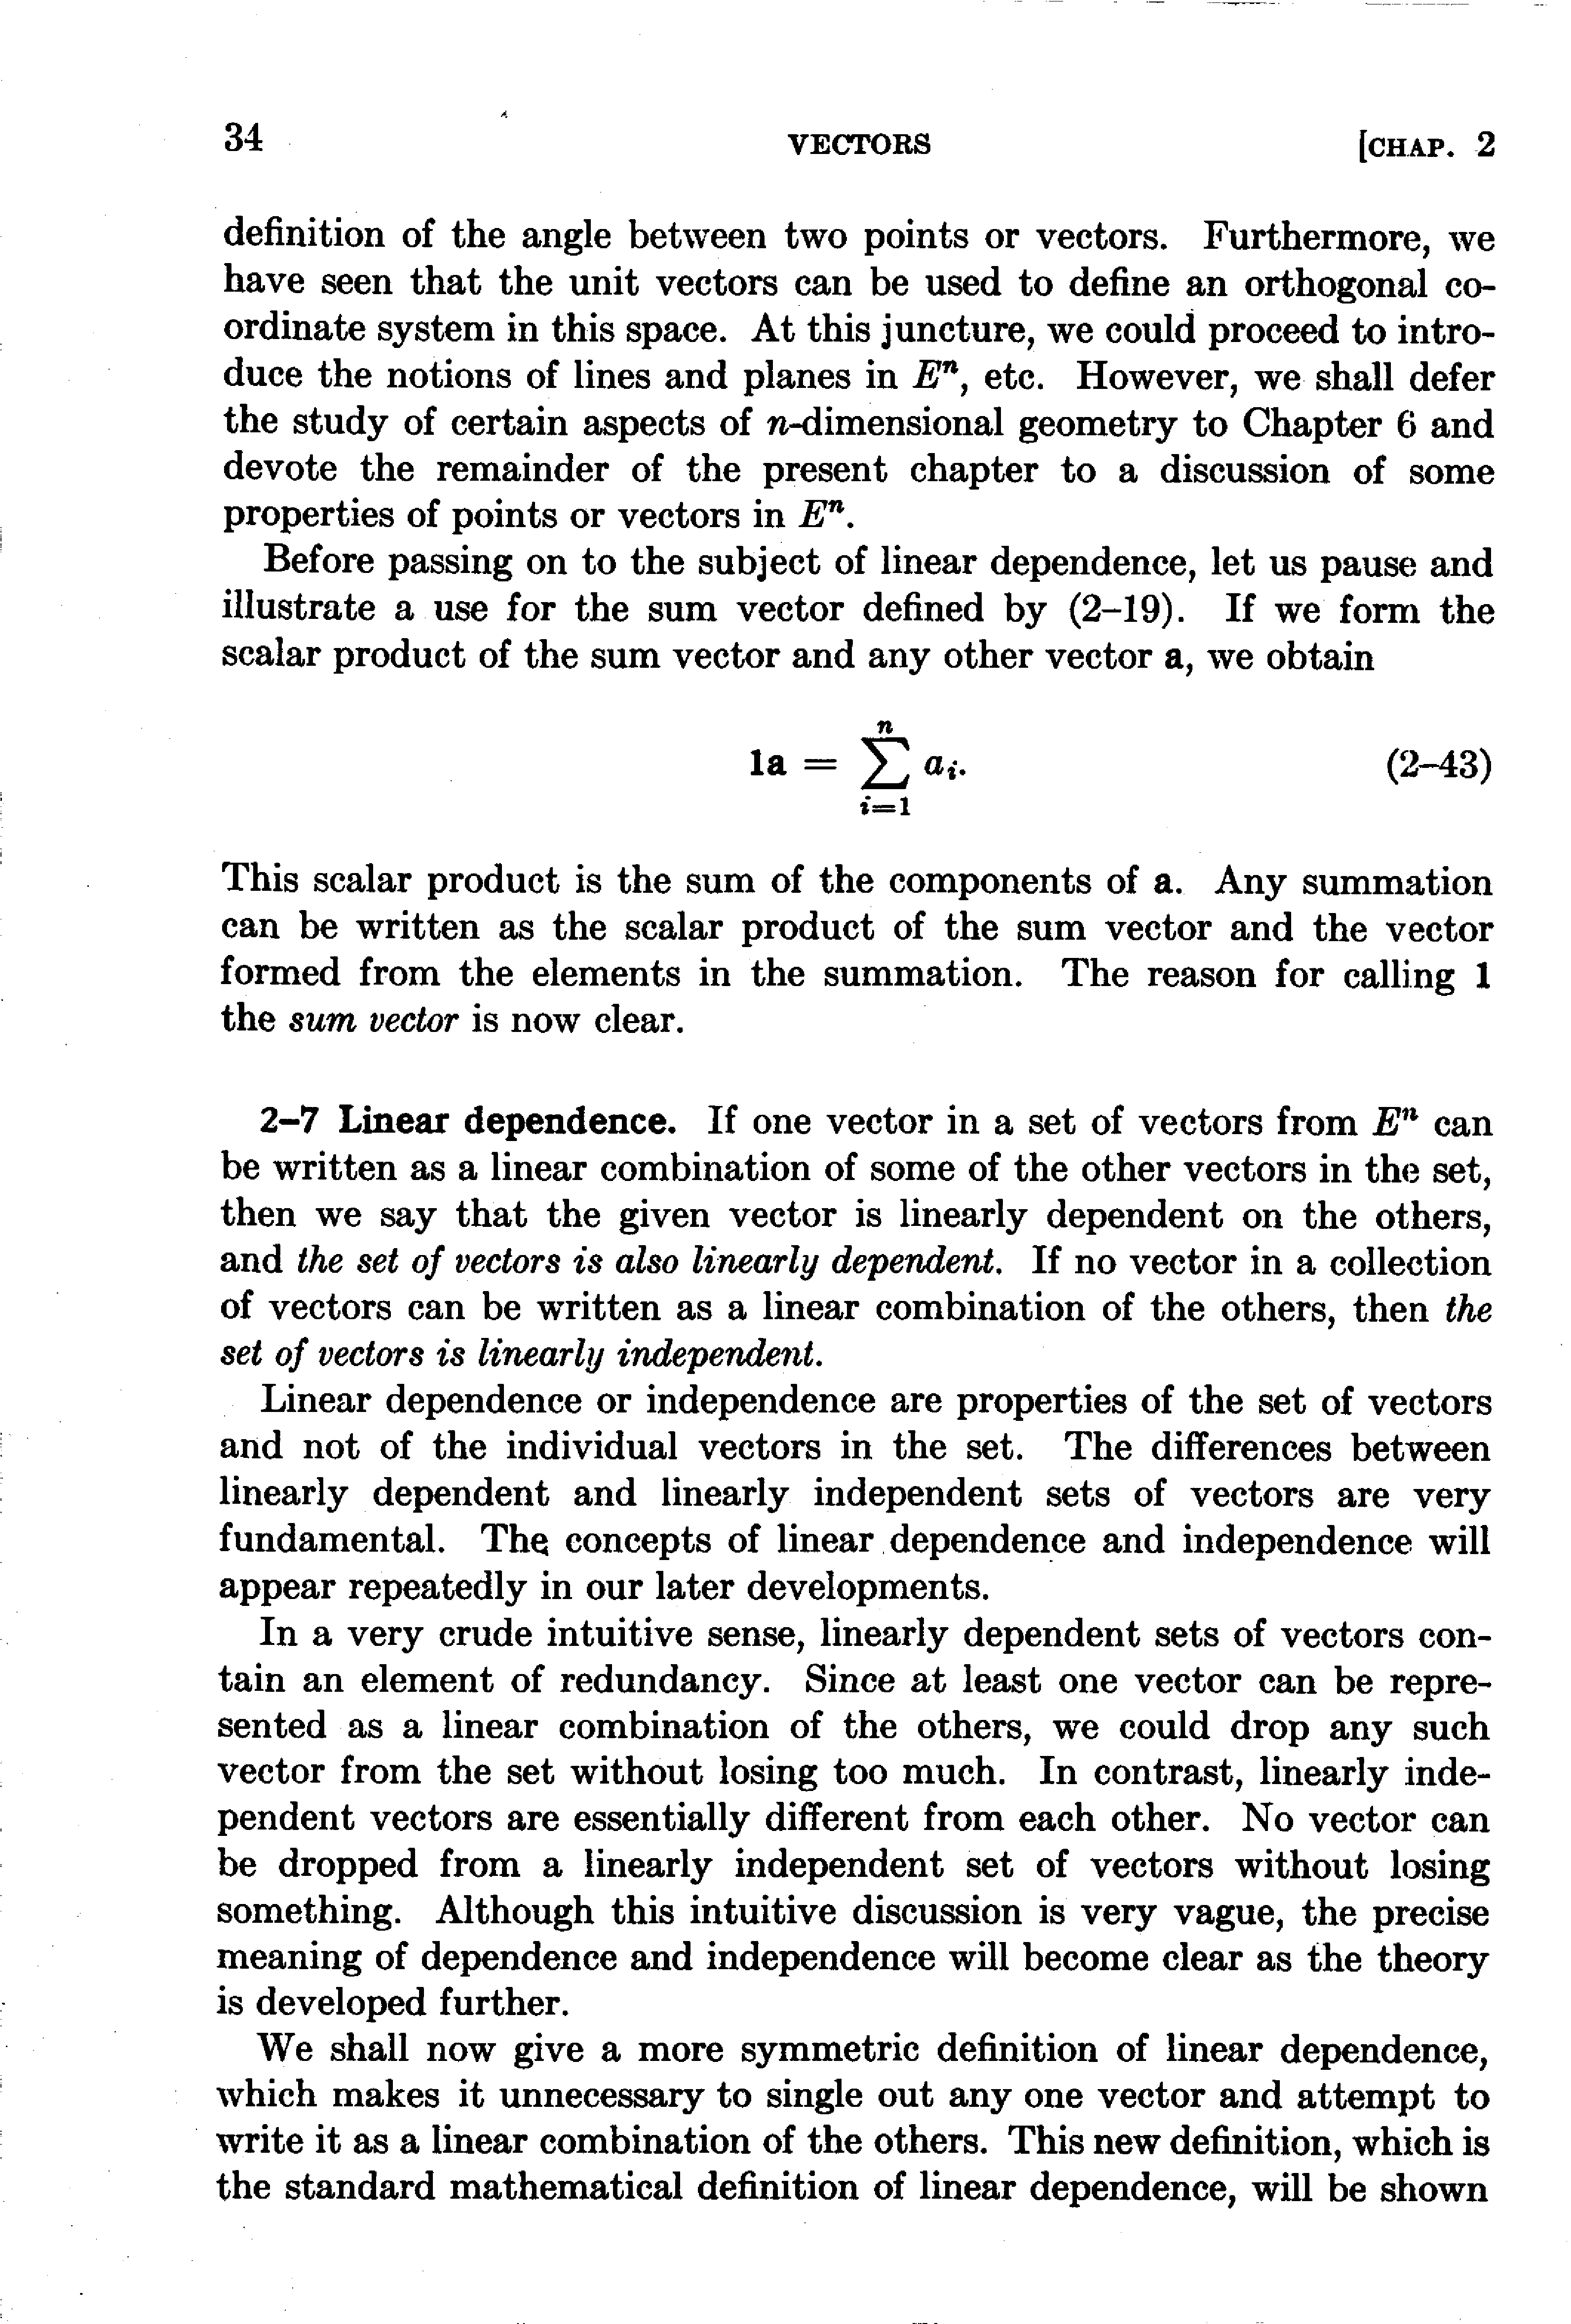 34 VECTORS [CHAP. 2
definition of the angle between two points or vectors. Furthermore, we
have seen that the unit vectors can be used to define an orthogonal co-
ordinate system in this space. At this juncture, we could proceed to intro-
duce the notions of lines and planes in Eⁿ, etc. However, we shall defer
the study of certain aspects of n-dimensional geometry to Chapter 6 and
devote the remainder of the present chapter to a discussion of some
properties of points or vectors in Eⁿ.
Before passing on to the subject of linear dependence, let us pause and
illustrate a use for the sum vector defined by (2–19). If we form the
scalar product of the sum vector and any other vector a, we obtain
1a = ∑ⁿᵢ₌₁ aᵢ. (2–43)
This scalar product is the sum of the components of a. Any summation
can be written as the scalar product of the sum vector and the vector
formed from the elements in the summation. The reason for calling 1
the sum vector is now clear.
2–7 Linear dependence. If one vector in a set of vectors from Eⁿ can
be written as a linear combination of some of the other vectors in the set,
then we say that the given vector is linearly dependent on the others,
and the set of vectors is also linearly dependent. If no vector in a collection
of vectors can be written as a linear combination of the others, then the
set of vectors is linearly independent.
Linear dependence or independence are properties of the set of vectors
and not of the individual vectors in the set. The differences between
linearly dependent and linearly independent sets of vectors are very
fundamental. The concepts of linear dependence and independence will
appear repeatedly in our later developments.
In a very crude intuitive sense, linearly dependent sets of vectors con-
tain an element of redundancy. Since at least one vector can be repre-
sented as a linear combination of the others, we could drop any such
vector from the set without losing too much. In contrast, linearly inde-
pendent vectors are essentially different from each other. No vector can
be dropped from a linearly independent set of vectors without losing
something. Although this intuitive discussion is very vague, the precise
meaning of dependence and independence will become clear as the theory
is developed further.
We shall now give a more symmetric definition of linear dependence,
which makes it unnecessary to single out any one vector and attempt to
write it as a linear combination of the others. This new definition, which is
the standard mathematical definition of linear dependence, will be shown